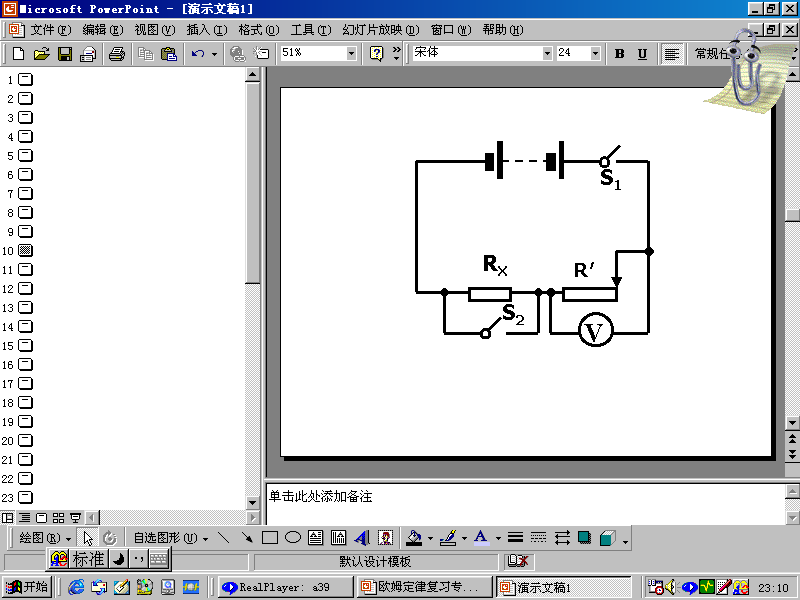 Microsoft PowerPoint - [演示文稿1]
文件(F) 编辑(E) 视图(V) 插入(I) 格式(O) 工具(T) 幻灯片放映(D) 窗口(W) 帮助(H)
51% 宋体 24 B U 常规任
1
2
3
4
5
6
7
8
9
10
11
12
13
14
15
16
17
18
19
20
21
22
23
S1
RX
R′
S2
V
单击此处添加备注
绘图(R) 自选图形(U) A A
标准
默认设计模板
开始 RealPlayer: a39 欧姆定律复习专... 演示文稿1 23:10